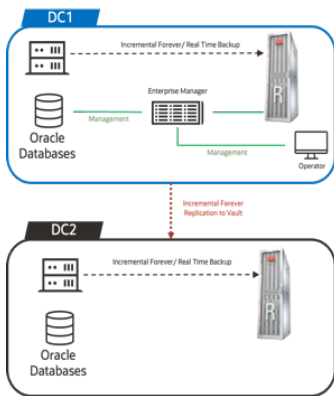 DC1
Incremental Forever/ Real Time Backup
Enterprise Manager
R
Management
Oracle
Databases
Management
Operator
Incremental Forever
Replication to Vault
DC2
Incremental Forever/ Real Time Backup
R
Oracle
Databases